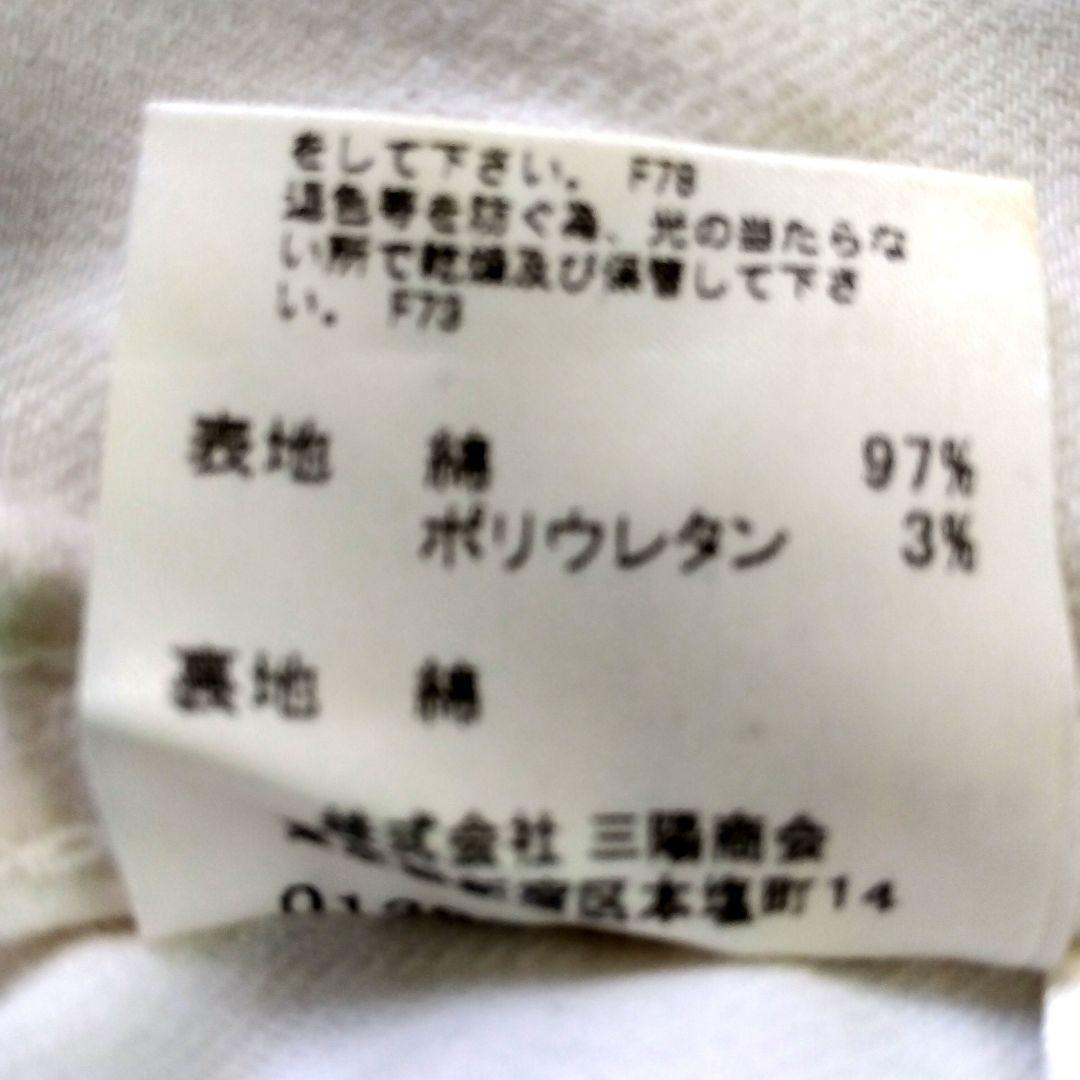 をして下さい。 F78
退色等を防ぐ為、光の当たらな
い所で乾燥及び保管して下さ
い。 F73
表地 綿 97%
ポリウレタン 3%
裏地 綿
株式会社 三陽商会
新宿区本塩町14